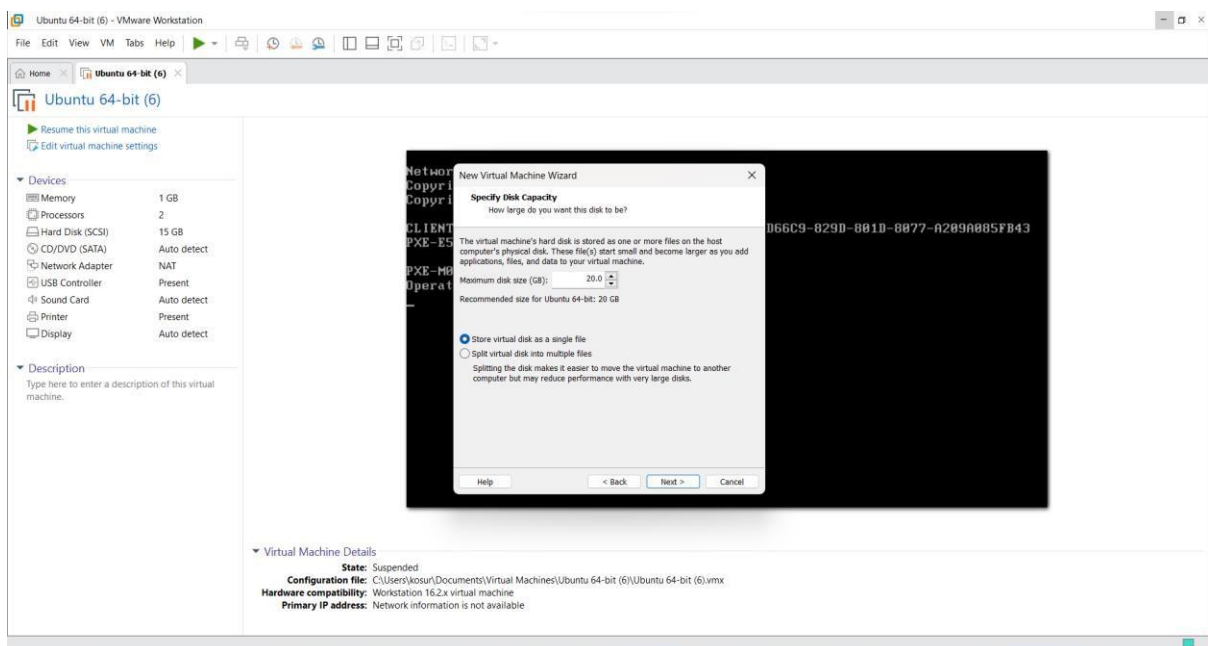 Ubuntu 64-bit (6) - VMware Workstation
File Edit View VM Tabs Help
Home
Ubuntu 64-bit (6)
Ubuntu 64-bit (6)
Resume this virtual machine
Edit virtual machine settings
Devices
Memory 1 GB
Processors 2
Hard Disk (SCSI) 15 GB
CD/DVD (SATA) Auto detect
Network Adapter NAT
USB Controller Present
Sound Card Auto detect
Printer Present
Display Auto detect
Description
Type here to enter a description of this virtual
machine.
Networ
Copyri
Copyri
CLIENT
D66C9-829D-801D-8077-A209A085FB43
PXE-E5
PXE-M0
Operat
New Virtual Machine Wizard
Specify Disk Capacity
How large do you want this disk to be?
The virtual machine's hard disk is stored as one or more files on the host
computer's physical disk. These file(s) start small and become larger as you add
applications, files, and data to your virtual machine.
Maximum disk size (GB): 20.0
Recommended size for Ubuntu 64-bit: 20 GB
Store virtual disk as a single file
Split virtual disk into multiple files
Splitting the disk makes it easier to move the virtual machine to another
computer but may reduce performance with very large disks.
Help < Back Next > Cancel
Virtual Machine Details
State: Suspended
Configuration file: C:\Users\kosur\Documents\Virtual Machines\Ubuntu 64-bit (6)\Ubuntu 64-bit (6).vmx
Hardware compatibility: Workstation 16.2.x virtual machine
Primary IP address: Network information is not available